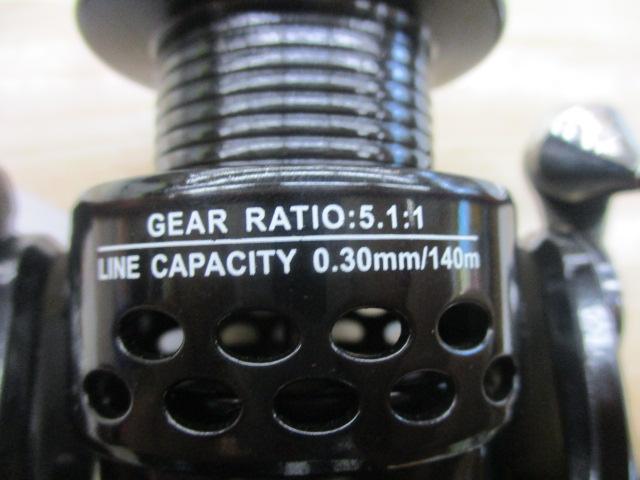 GEAR RATIO:5.1:1
LINE CAPACITY 0.30mm/140m